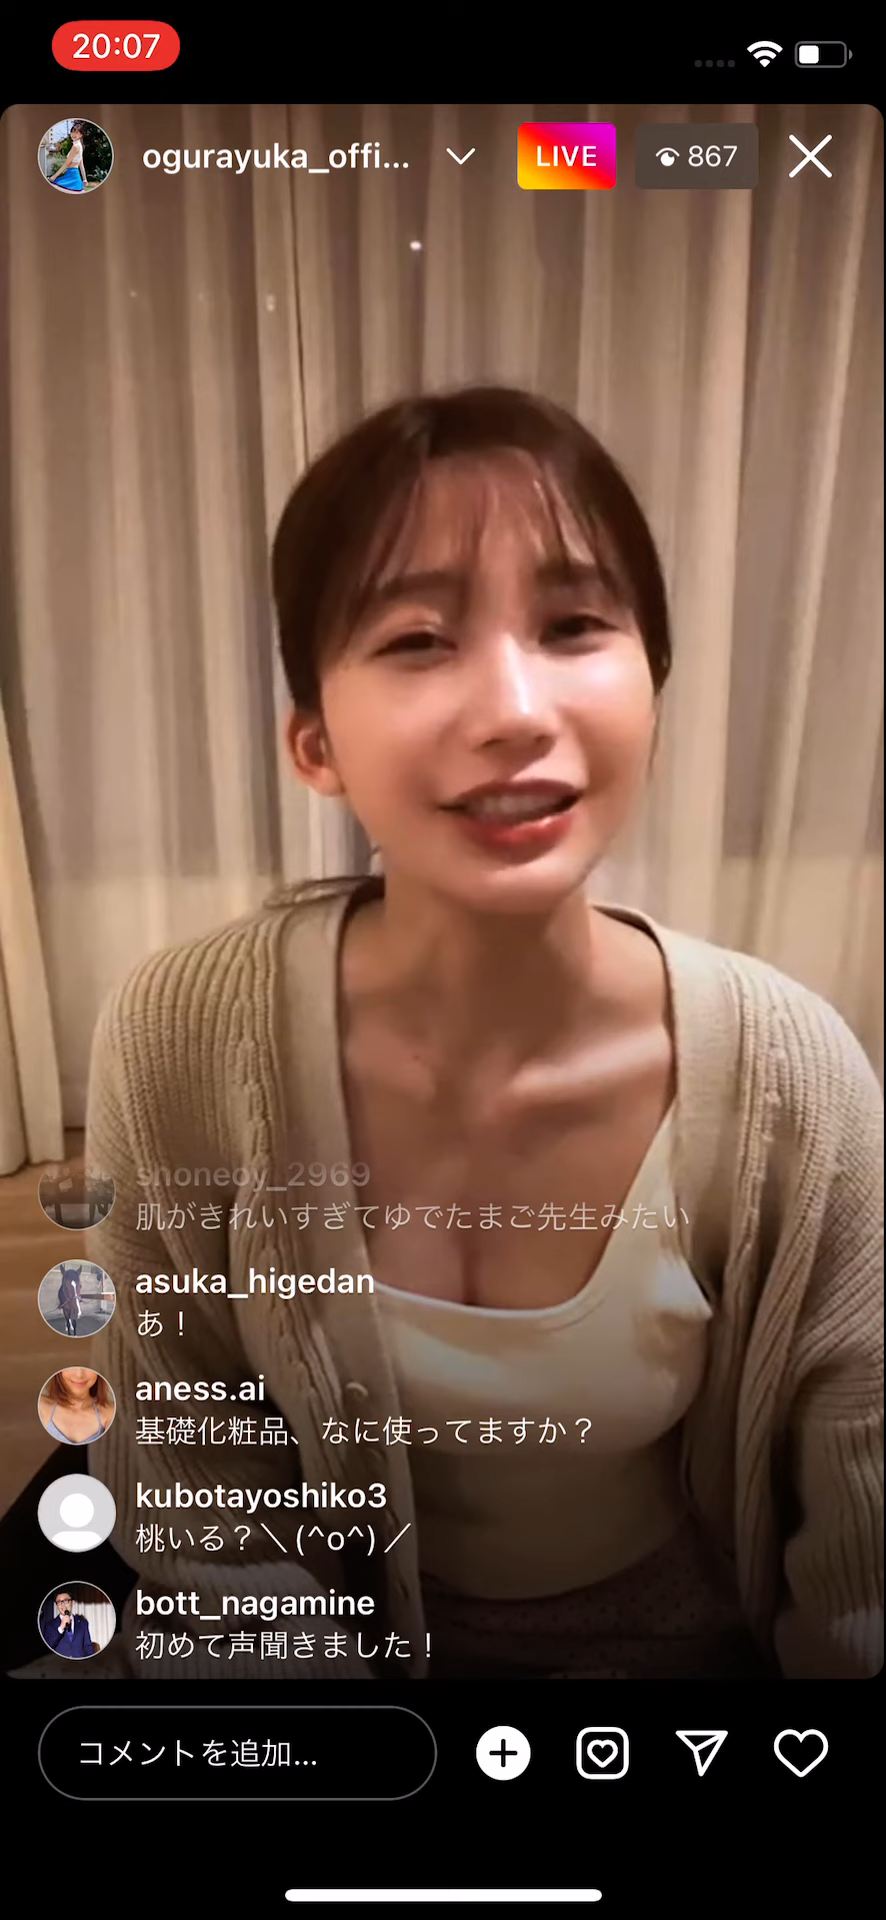 20:07
ogurayuka_offi...
LIVE
867
shoneoy_2969
肌がきれいすぎてゆでたまご先生みたい
asuka_higedan
あ！
aness.ai
基礎化粧品、なに使ってますか？
kubotayoshiko3
桃いる？＼(^o^)／
bott_nagamine
初めて声聞きました！
コメントを追加...